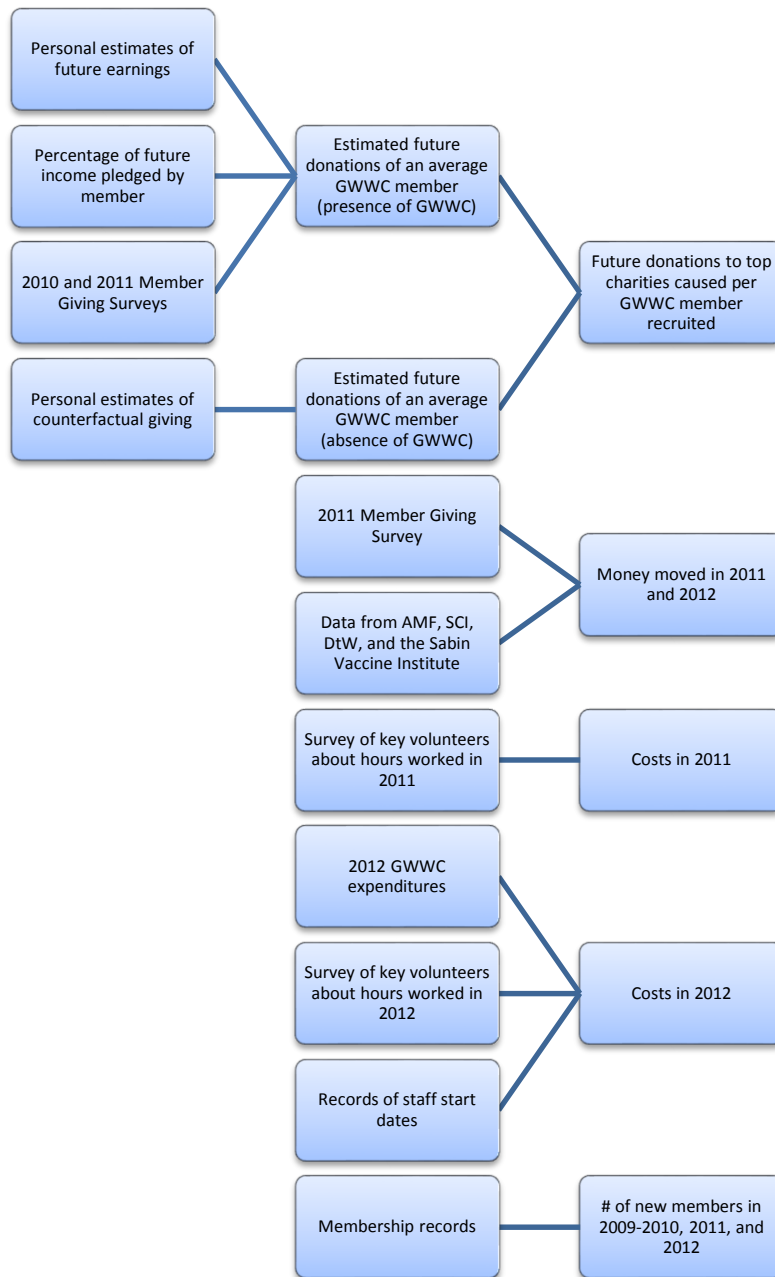 Personal estimates of
future earnings
Percentage of future
income pledged by
member
2010 and 2011 Member
Giving Surveys
Personal estimates of
counterfactual giving
Estimated future
donations of an average
GWWC member
(presence of GWWC)
Estimated future
donations of an average
GWWC member
(absence of GWWC)
Future donations to top
charities caused per
GWWC member
recruited
2011 Member Giving
Survey
Data from AMF, SCI,
DtW, and the Sabin
Vaccine Institute
Money moved in 2011
and 2012
Survey of key volunteers
about hours worked in
2011
Costs in 2011
2012 GWWC
expenditures
Survey of key volunteers
about hours worked in
2012
Records of staff start
dates
Costs in 2012
Membership records
# of new members in
2009-2010, 2011, and
2012